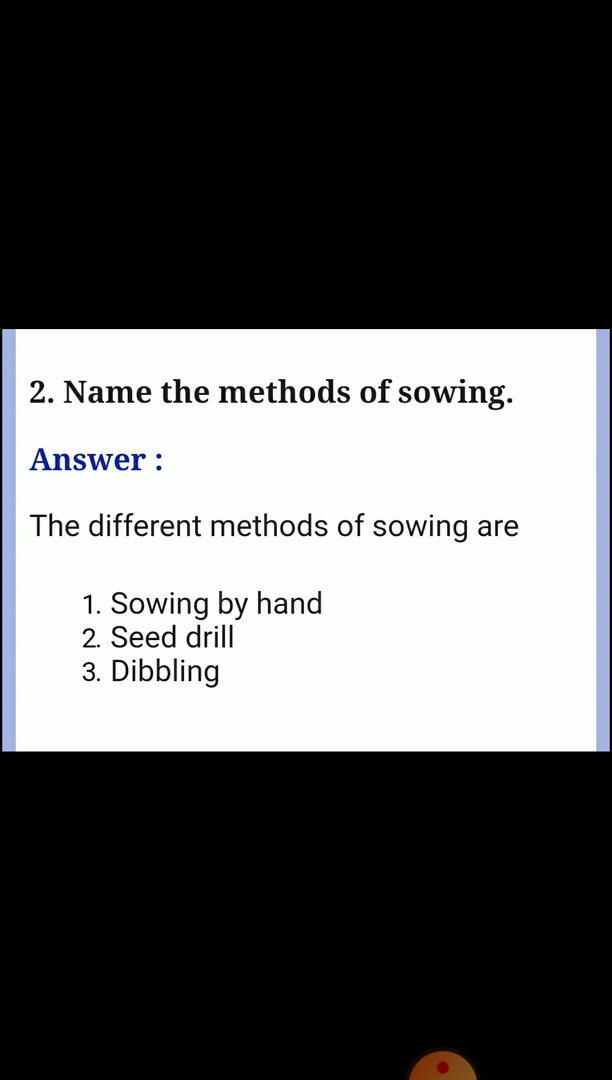 2. Name the methods of sowing.
Answer :
The different methods of sowing are
1. Sowing by hand
2. Seed drill
3. Dibbling